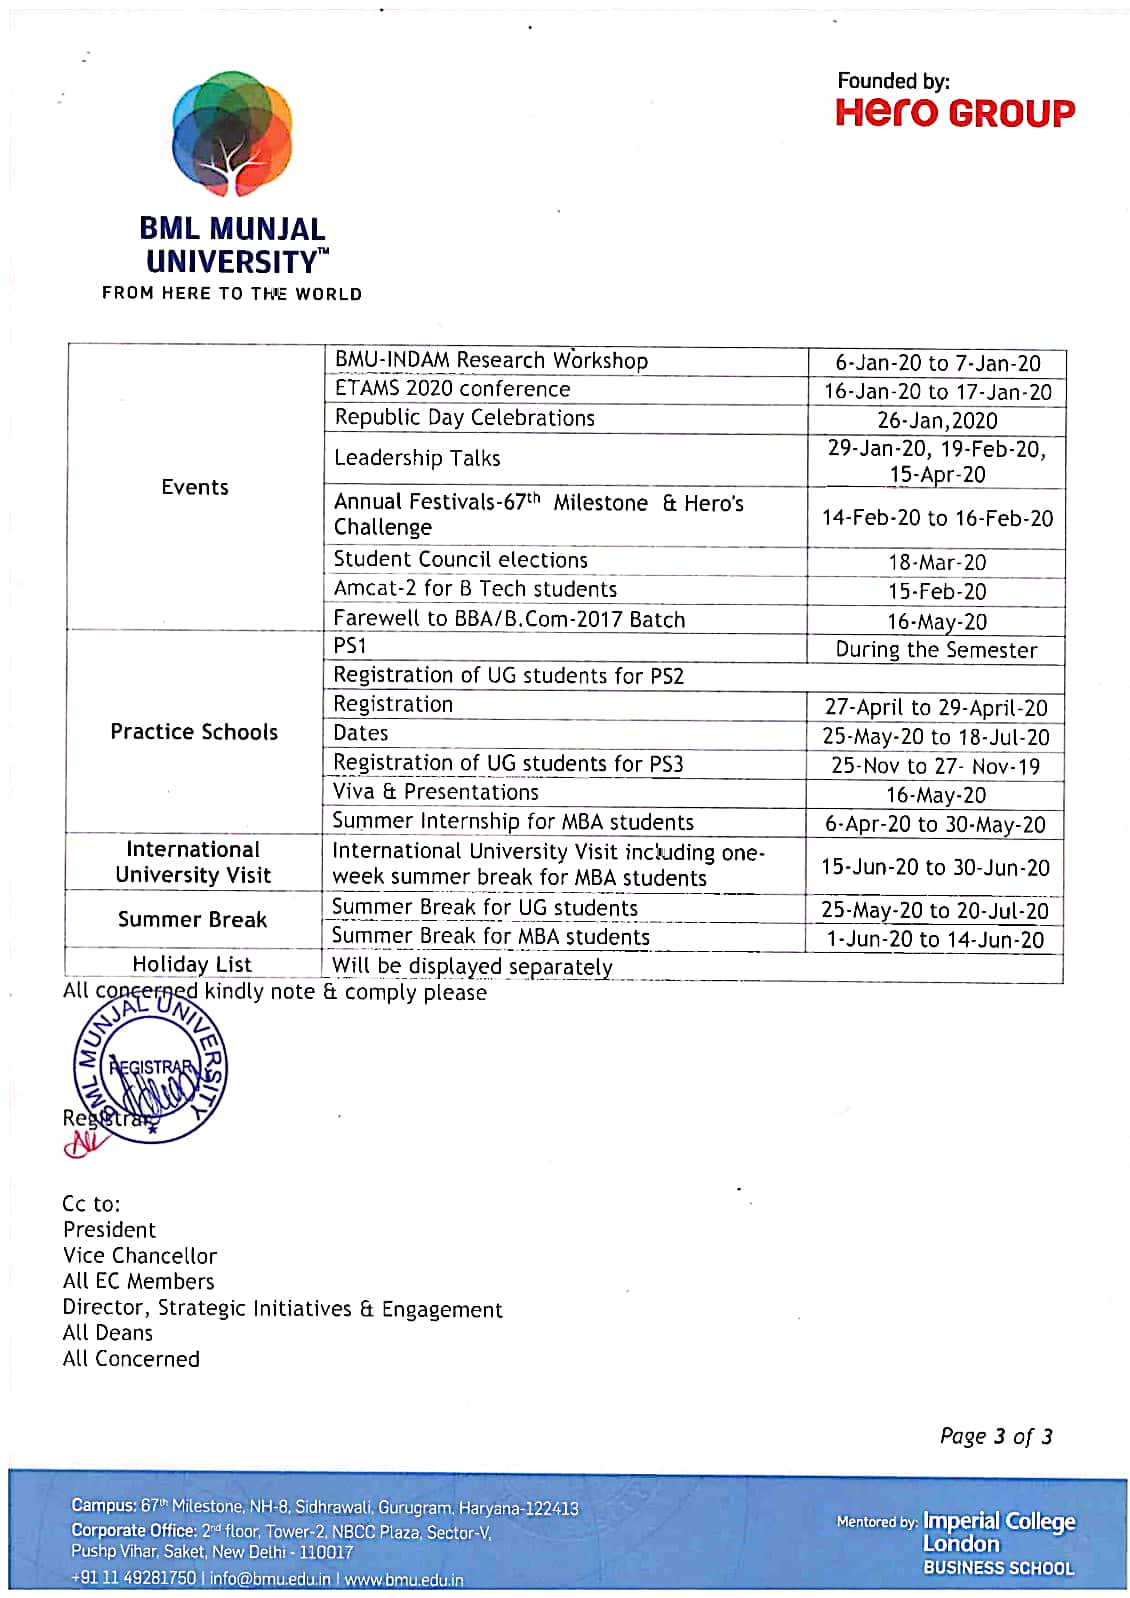 Founded by:
Hero GROUP
BML MUNJAL
UNIVERSITY™
FROM HERE TO THE WORLD
Events
BMU-INDAM Research Workshop 6-Jan-20 to 7-Jan-20
ETAMS 2020 conference 16-Jan-20 to 17-Jan-20
Republic Day Celebrations 26-Jan,2020
Leadership Talks 29-Jan-20, 19-Feb-20,
15-Apr-20
Annual Festivals-67th Milestone & Hero's
Challenge 14-Feb-20 to 16-Feb-20
Student Council elections 18-Mar-20
Amcat-2 for B Tech students 15-Feb-20
Farewell to BBA/B.Com-2017 Batch 16-May-20
Practice Schools
PS1 During the Semester
Registration of UG students for PS2
Registration 27-April to 29-April-20
Dates 25-May-20 to 18-Jul-20
Registration of UG students for PS3 25-Nov to 27- Nov-19
Viva & Presentations 16-May-20
Summer Internship for MBA students 6-Apr-20 to 30-May-20
International
University Visit
International University Visit including one-
week summer break for MBA students 15-Jun-20 to 30-Jun-20
Summer Break
Summer Break for UG students 25-May-20 to 20-Jul-20
Summer Break for MBA students 1-Jun-20 to 14-Jun-20
Holiday List Will be displayed separately
All concerned kindly note & comply please
BML MUNJAL UNIVERSITY
REGISTRAR
Registrar
Cc to:
President
Vice Chancellor
All EC Members
Director, Strategic Initiatives & Engagement
All Deans
All Concerned
Page 3 of 3
Campus: 67th Milestone, NH-8, Sidhrawali, Gurugram, Haryana-122413
Corporate Office: 2nd floor, Tower-2, NBCC Plaza, Sector-V,
Pushp Vihar, Saket, New Delhi - 110017
+91 11 49281750 | info@bmu.edu.in | www.bmu.edu.in
Mentored by: Imperial College
London
BUSINESS SCHOOL